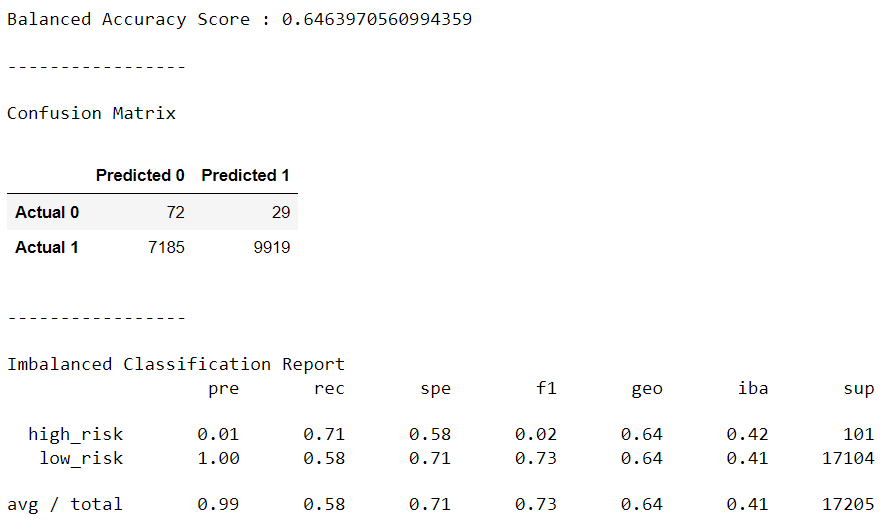 Balanced Accuracy Score : 0.6463970560994359
-----------------
Confusion Matrix
Predicted 0 Predicted 1
Actual 0 72 29
Actual 1 7185 9919
-----------------
Imbalanced Classification Report
pre rec spe f1 geo iba sup
high_risk 0.01 0.71 0.58 0.02 0.64 0.42 101
low_risk 1.00 0.58 0.71 0.73 0.64 0.41 17104
avg / total 0.99 0.58 0.71 0.73 0.64 0.41 17205